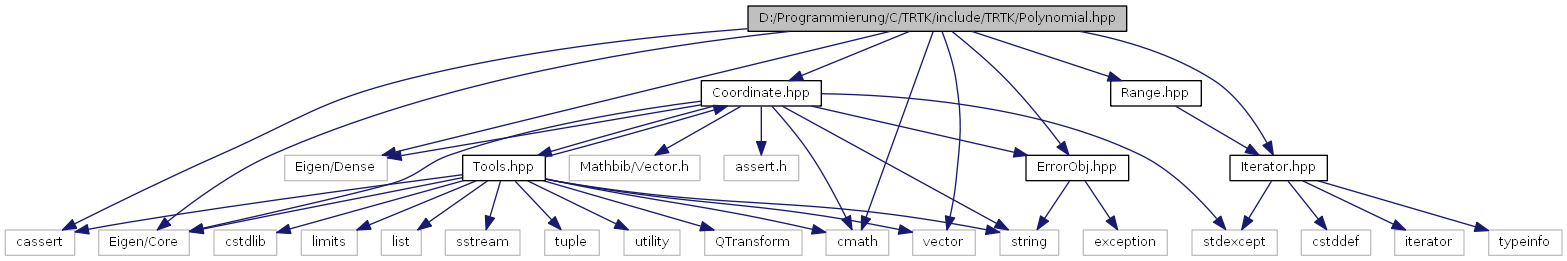 D:/Programmierung/C/TRTK/include/TRTK/Polynomial.hpp
Coordinate.hpp
Range.hpp
Eigen/Dense
Tools.hpp
Mathbib/Vector.h
assert.h
ErrorObj.hpp
Iterator.hpp
cassert
Eigen/Core
cstdlib
limits
list
sstream
tuple
utility
QTransform
cmath
vector
string
exception
stdexcept
cstddef
iterator
typeinfo